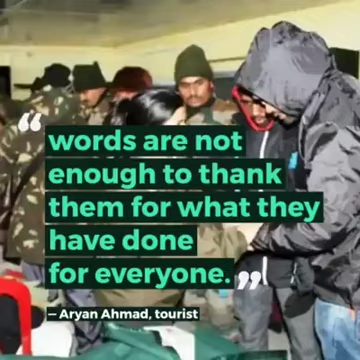 “
words are not
enough to thank
them for what they
have done
for everyone.”
– Aryan Ahmad, tourist